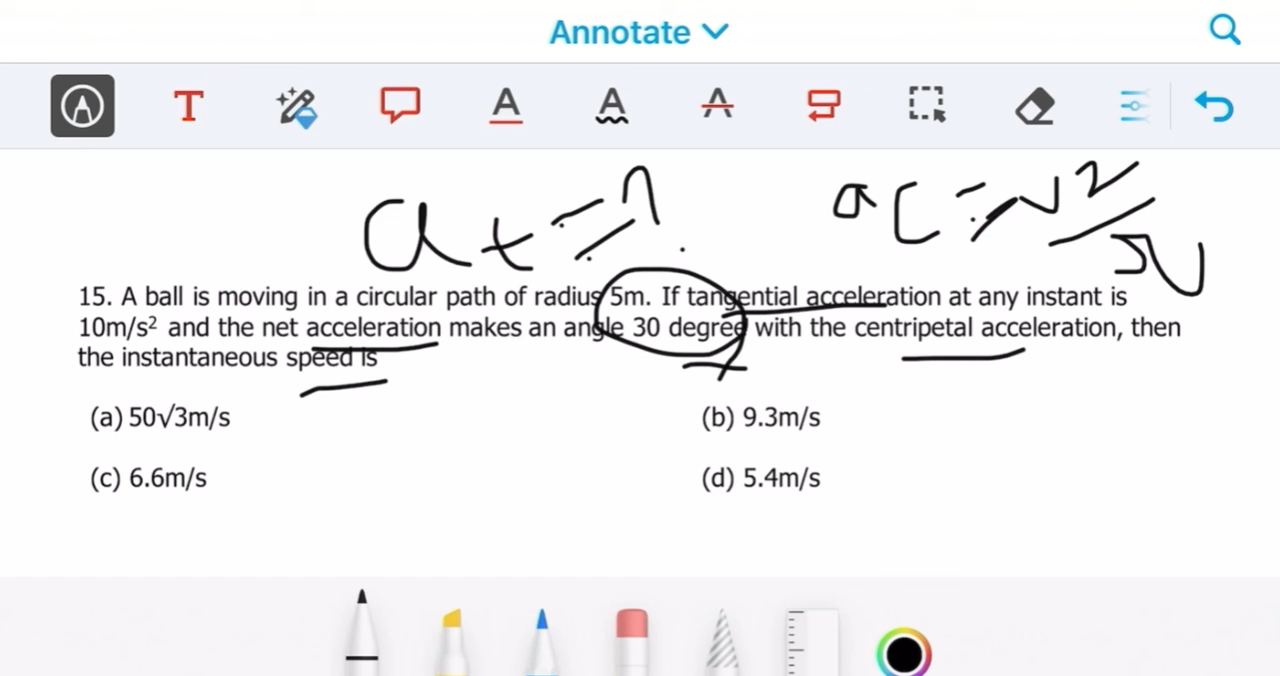 Annotate
T
A
A
A
at =
ac = v2/
15. A ball is moving in a circular path of radius 5m. If tangential acceleration at any instant is
10m/s² and the net acceleration makes an angle 30 degree with the centripetal acceleration, then
the instantaneous speed is
(a) 50√3m/s
(b) 9.3m/s
(c) 6.6m/s
(d) 5.4m/s